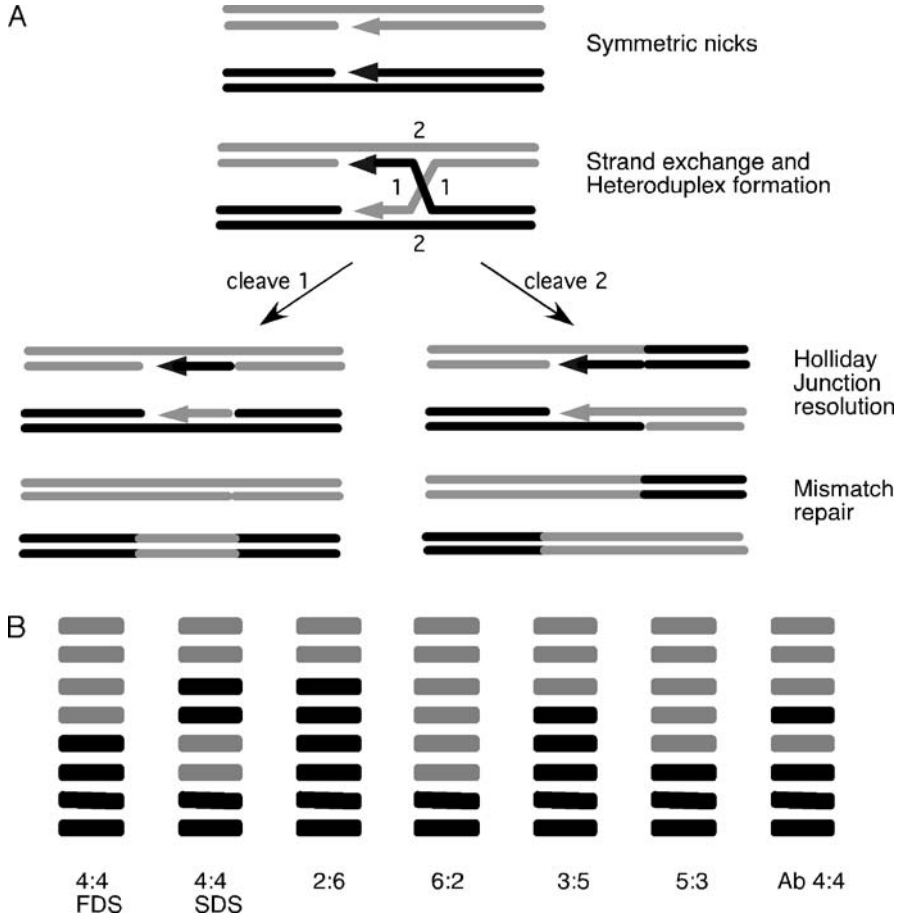 A
Symmetric nicks
2
Strand exchange and
Heteroduplex formation
1
1
2
cleave 1
cleave 2
Holliday
Junction
resolution
Mismatch
repair
B
4:4
FDS
4:4
SDS
2:6
6:2
3:5
5:3
Ab 4:4